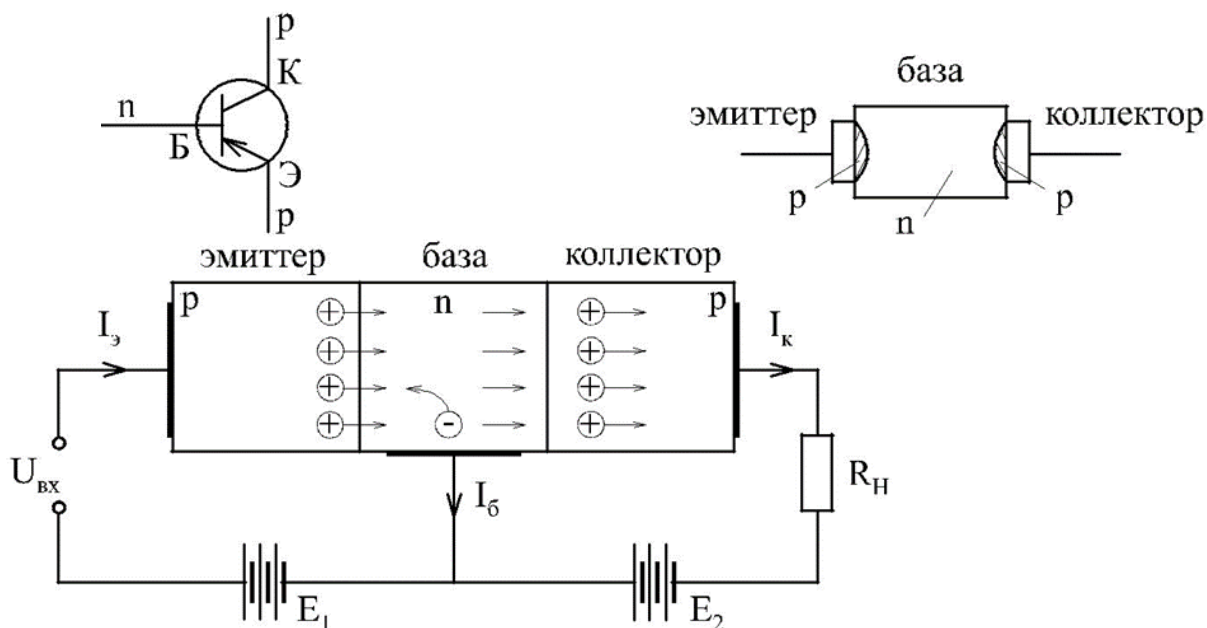 p
К
n
Б
Э
p
база
эмиттер
коллектор
p
p
n
эмиттер
база
коллектор
p
n
p
+
+
+
+
-
+
+
+
+
Iэ
Iк
Uвх
Iб
RН
E1
E2